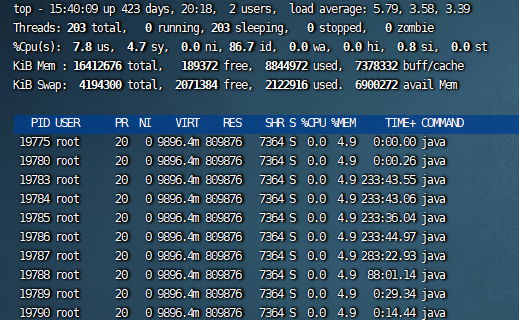 top - 15:40:09 up 423 days, 20:18, 2 users, load average: 5.79, 3.58, 3.39
Threads: 203 total, 0 running, 203 sleeping, 0 stopped, 0 zombie
%Cpu(s): 7.8 us, 4.7 sy, 0.0 ni, 86.7 id, 0.0 wa, 0.0 hi, 0.8 si, 0.0 st
KiB Mem : 16412676 total, 189372 free, 8844972 used, 7378332 buff/cache
KiB Swap: 4194300 total, 2071384 free, 2122916 used. 6900272 avail Mem
PID USER PR NI VIRT RES SHR S %CPU %MEM TIME+ COMMAND
19775 root 20 0 9896.4m 809876 7364 S 0.0 4.9 0:00.00 java
19780 root 20 0 9896.4m 809876 7364 S 0.0 4.9 0:00.26 java
19783 root 20 0 9896.4m 809876 7364 S 0.0 4.9 233:43.55 java
19784 root 20 0 9896.4m 809876 7364 S 0.0 4.9 233:43.06 java
19785 root 20 0 9896.4m 809876 7364 S 0.0 4.9 233:36.04 java
19786 root 20 0 9896.4m 809876 7364 S 0.0 4.9 233:44.97 java
19787 root 20 0 9896.4m 809876 7364 S 0.0 4.9 283:22.93 java
19788 root 20 0 9896.4m 809876 7364 S 0.0 4.9 88:01.14 java
19789 root 20 0 9896.4m 809876 7364 S 0.0 4.9 0:29.34 java
19790 root 20 0 9896.4m 809876 7364 S 0.0 4.9 0:14.44 java